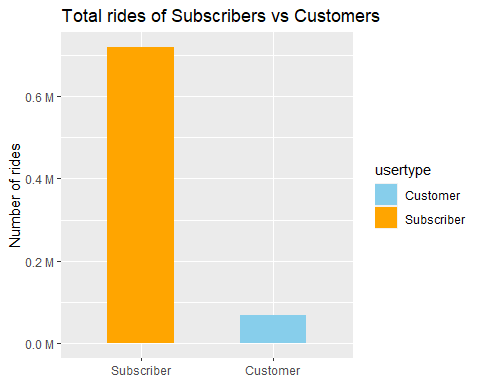 Total rides of Subscribers vs Customers
Number of rides
0.6 M
0.4 M
0.2 M
0.0 M
Subscriber
Customer
usertype
Customer
Subscriber